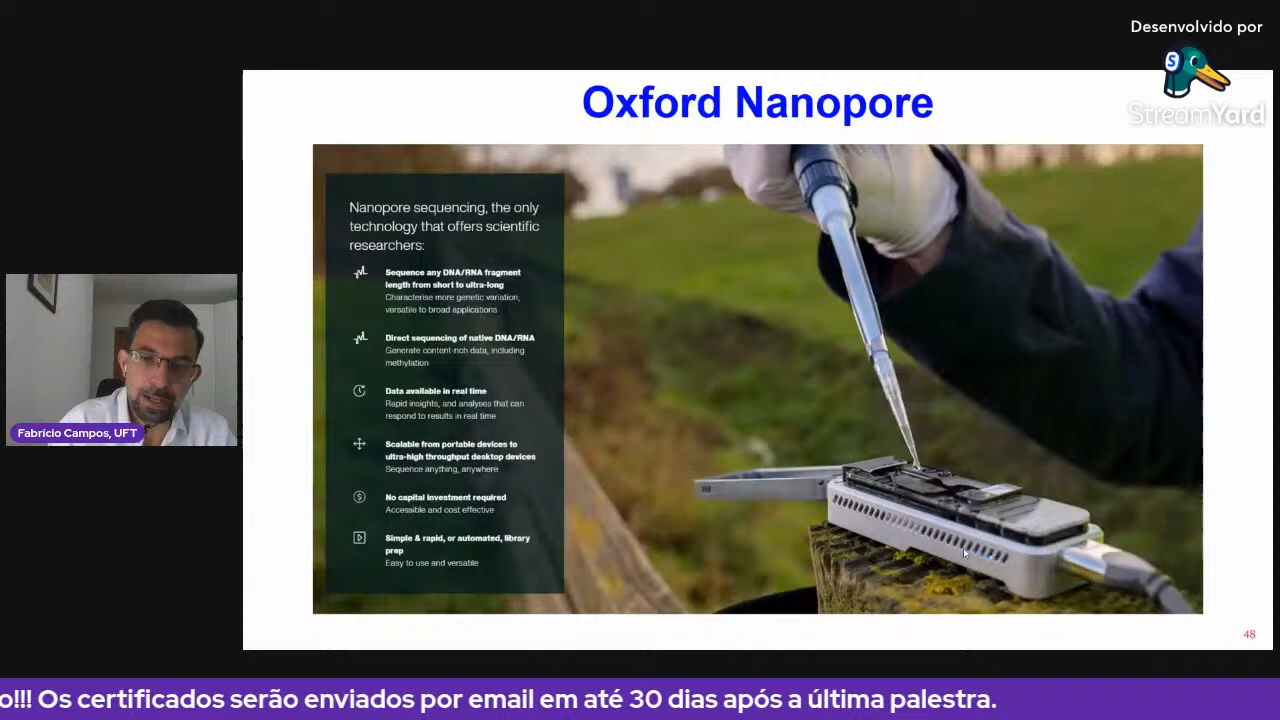 Desenvolvido por
StreamYard
Oxford Nanopore
Nanopore sequencing, the only
technology that offers scientific
researchers:
Sequence any DNA/RNA fragment
length from short to ultra-long
Characterise more genetic variation,
versatile to broad applications
Direct sequencing of native DNA/RNA
Generate content-rich data, including
methylation
Data available in real time
Rapid insights, and analyses that can
respond to results in real time
Scalable from portable devices to
ultra-high throughput desktop devices
Sequence anything, anywhere
No capital investment required
Accessible and cost effective
Simple & rapid, or automated, library
prep
Easy to use and versatile
Fabrício Campos, UFT
48
o!!! Os certificados serão enviados por email em até 30 dias após a última palestra.